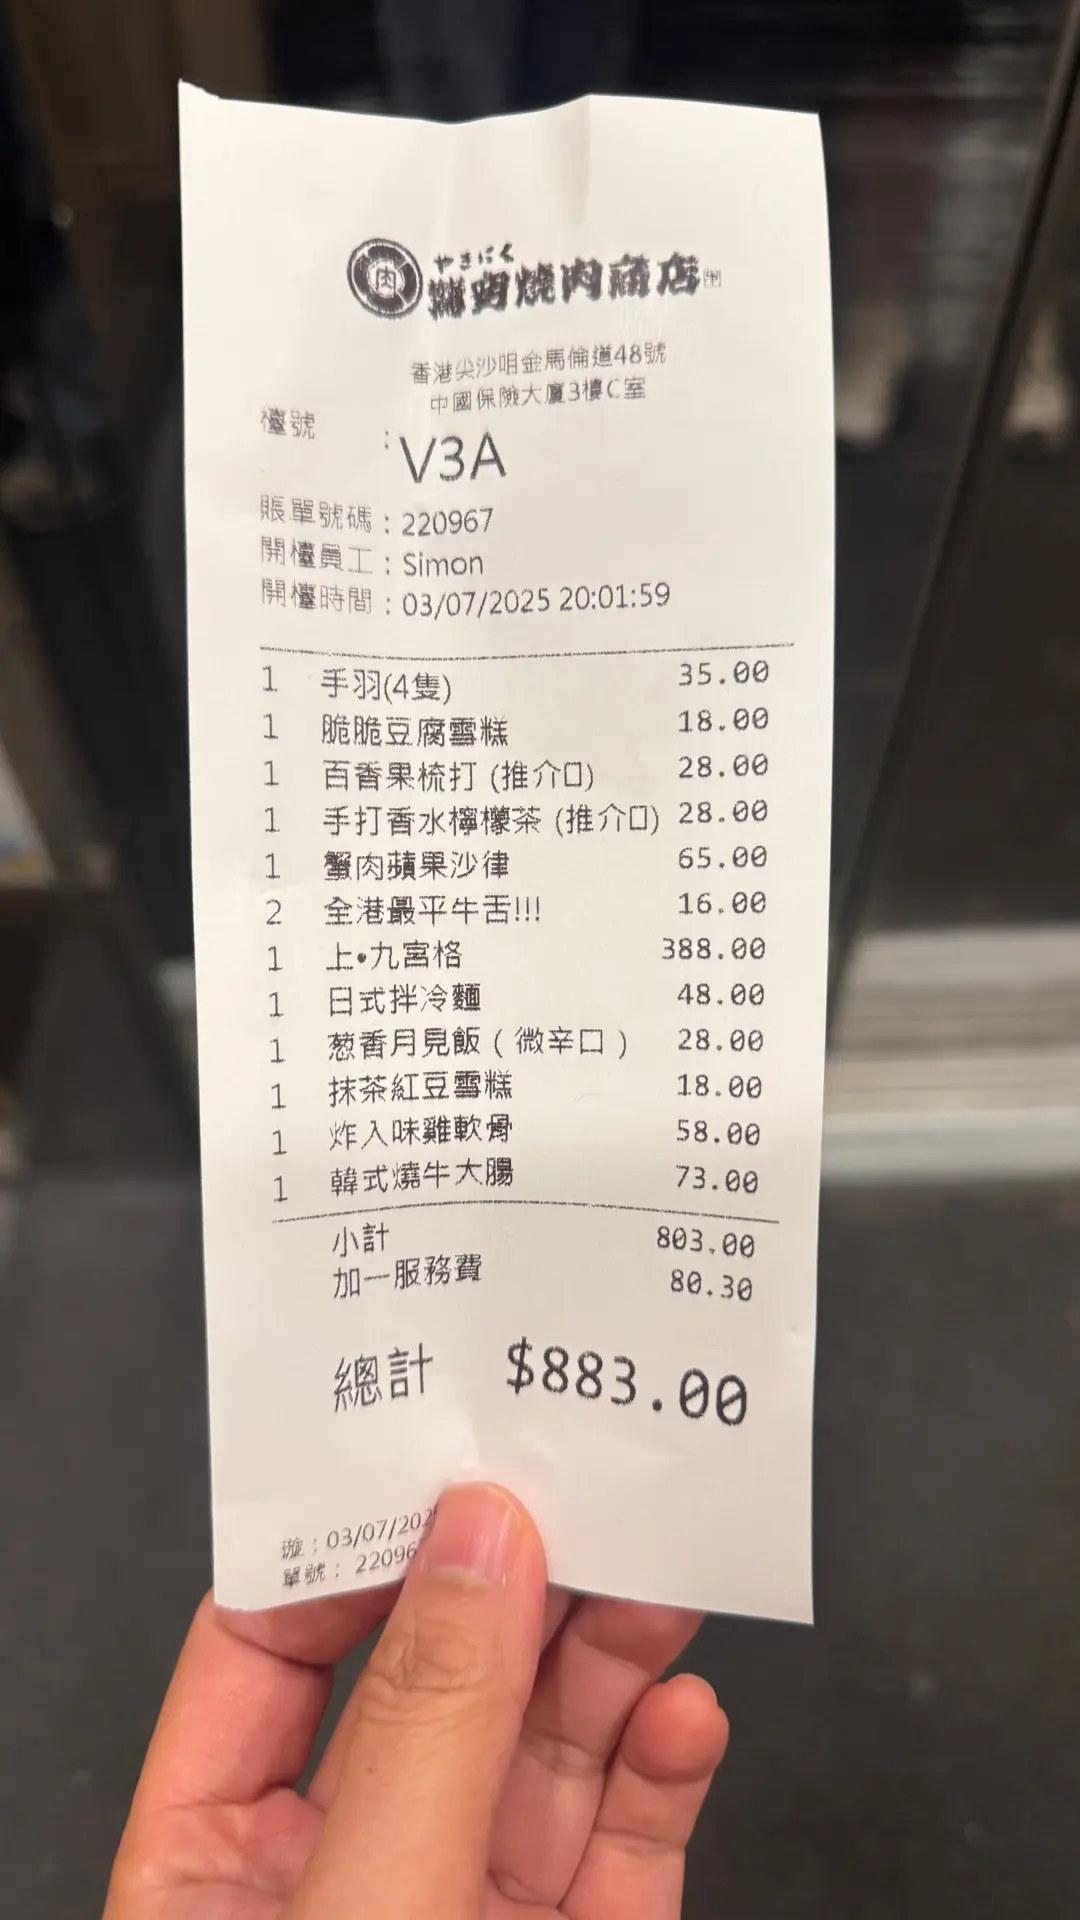 肉
やきにく
燒肉商店
香港尖沙咀金馬倫道48號
中國保險大廈3樓C室
檯號 : V3A
賬單號碼 : 220967
開檯員工 : Simon
開檯時間 : 03/07/2025 20:01:59
1 手羽(4隻) 35.00
1 脆脆豆腐雪糕 18.00
1 百香果梳打 (推介口) 28.00
1 手打香水檸檬茶 (推介口) 28.00
1 蟹肉蘋果沙律 65.00
2 全港最平牛舌!!! 16.00
1 上•九宮格 388.00
1 日式拌冷麵 48.00
1 葱香月見飯 ( 微辛口 ) 28.00
1 抹茶紅豆雪糕 18.00
1 炸入味雞軟骨 58.00
1 韓式燒牛大腸 73.00
小計 803.00
加一服務費 80.30
總計 $883.00
: 03/07/202
單號 : 22096